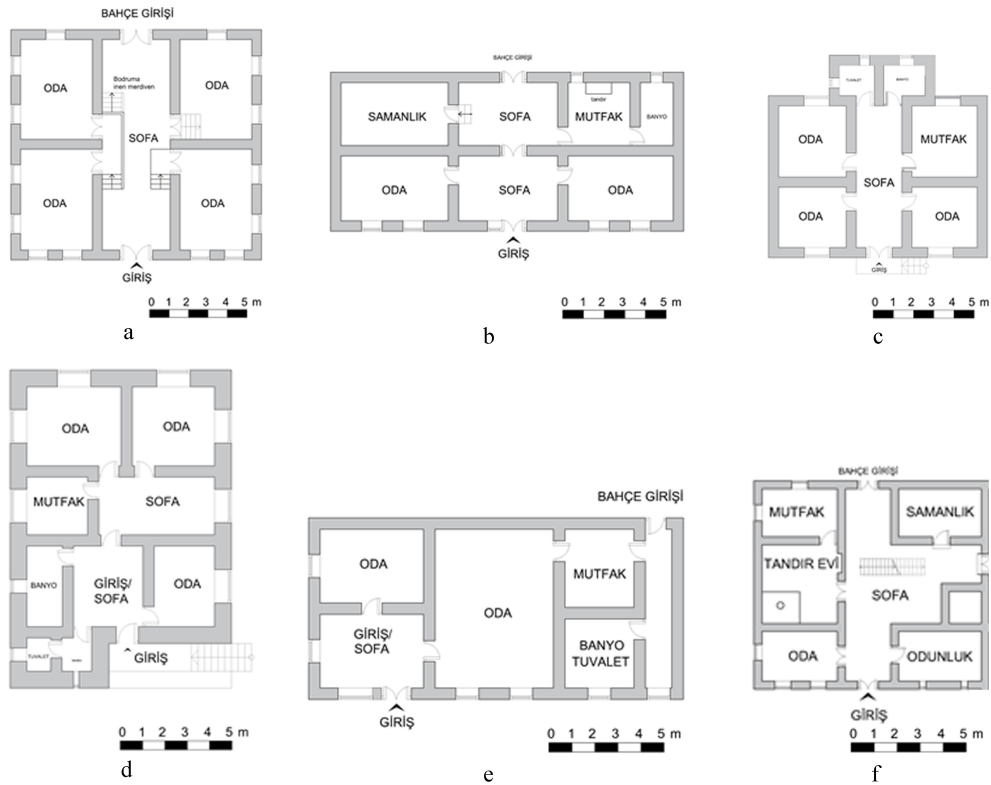 BAHÇE GİRİŞİ
ODA
Bodruma
inen merdiven
ODA
SOFA
ODA
ODA
GİRİŞ
0 1 2 3 4 5 m
a
BAHÇE GİRİŞİ
SAMANLIK
SOFA
tandır
MUTFAK
BANYO
ODA
SOFA
ODA
GİRİŞ
0 1 2 3 4 5 m
b
TUVALET
BANYO
ODA
MUTFAK
SOFA
ODA
ODA
GİRİŞ
0 1 2 3 4 5 m
c
ODA
ODA
MUTFAK
SOFA
BANYO
GİRİŞ/
SOFA
ODA
TUVALET
GİRİŞ
0 1 2 3 4 5 m
d
BAHÇE GİRİŞİ
ODA
ODA
MUTFAK
GİRİŞ/
SOFA
BANYO
TUVALET
GİRİŞ
0 1 2 3 4 5 m
e
BAHÇE GİRİŞİ
MUTFAK
SAMANLIK
TANDIR EVİ
SOFA
ODA
ODUNLUK
GİRİŞ
0 1 2 3 4 5 m
f